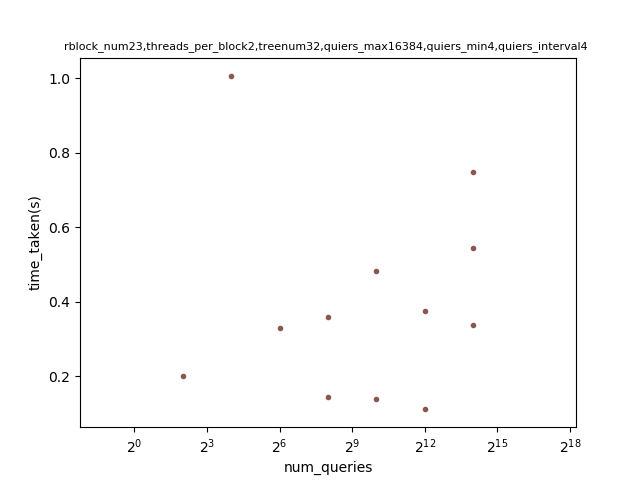 rblock_num23,threads_per_block2,treenum32,quiers_max16384,quiers_min4,quiers_interval4
1.0
0.8
0.6
0.4
0.2
time_taken(s)
2^0 2^3 2^6 2^9 2^12 2^15 2^18
num_queries